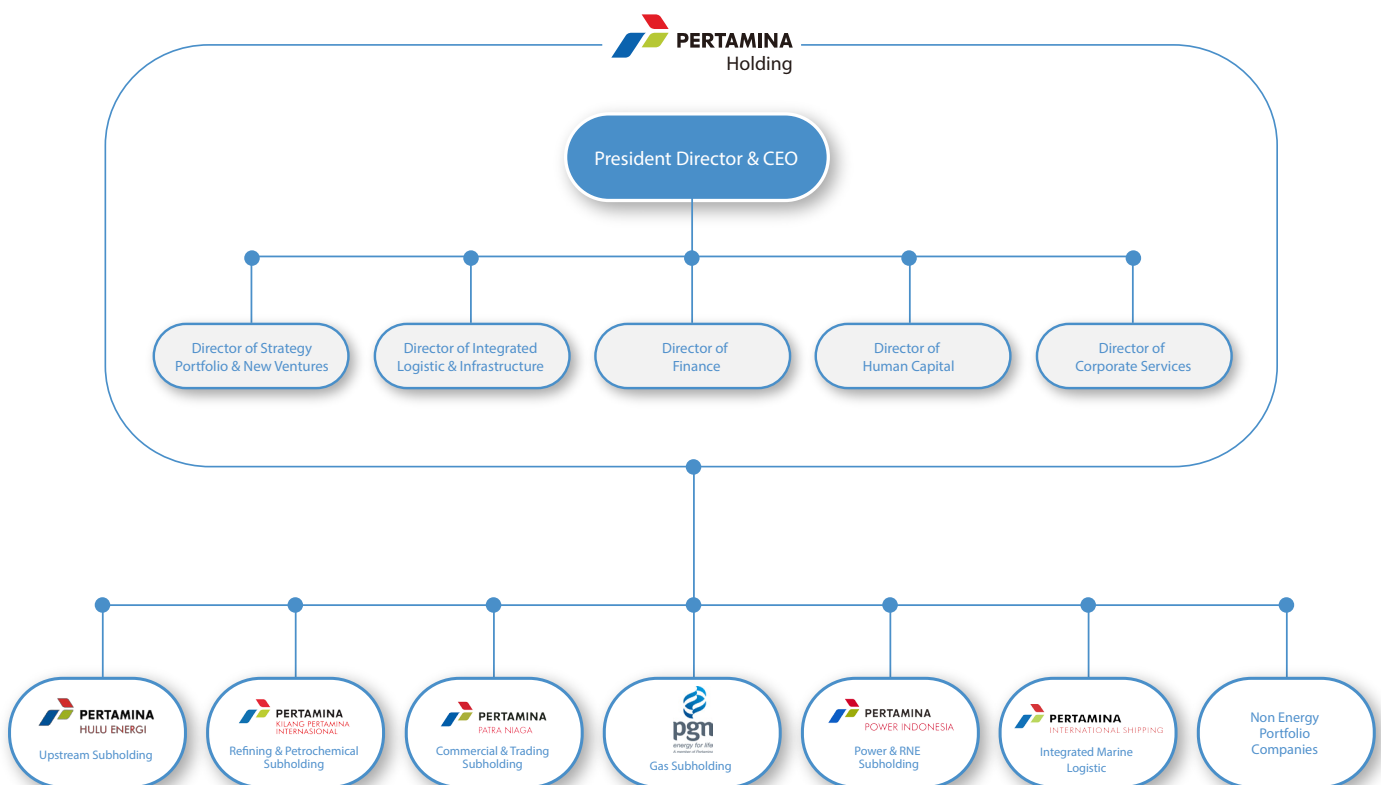 PERTAMINA
Holding
President Director & CEO
Director of Strategy
Portfolio & New Ventures
Director of Integrated
Logistic & Infrastructure
Director of
Finance
Director of
Human Capital
Director of
Corporate Services
PERTAMINA
HULU ENERGI
Upstream Subholding
PERTAMINA
KILANG PERTAMINA
INTERNASIONAL
Refining & Petrochemical
Subholding
PERTAMINA
PATRA NIAGA
Commercial & Trading
Subholding
pgn
energy for life
A member of Pertamina
Gas Subholding
PERTAMINA
POWER INDONESIA
Power & RNE
Subholding
PERTAMINA
INTERNATIONAL SHIPPING
Integrated Marine
Logistic
Non Energy
Portfolio
Companies